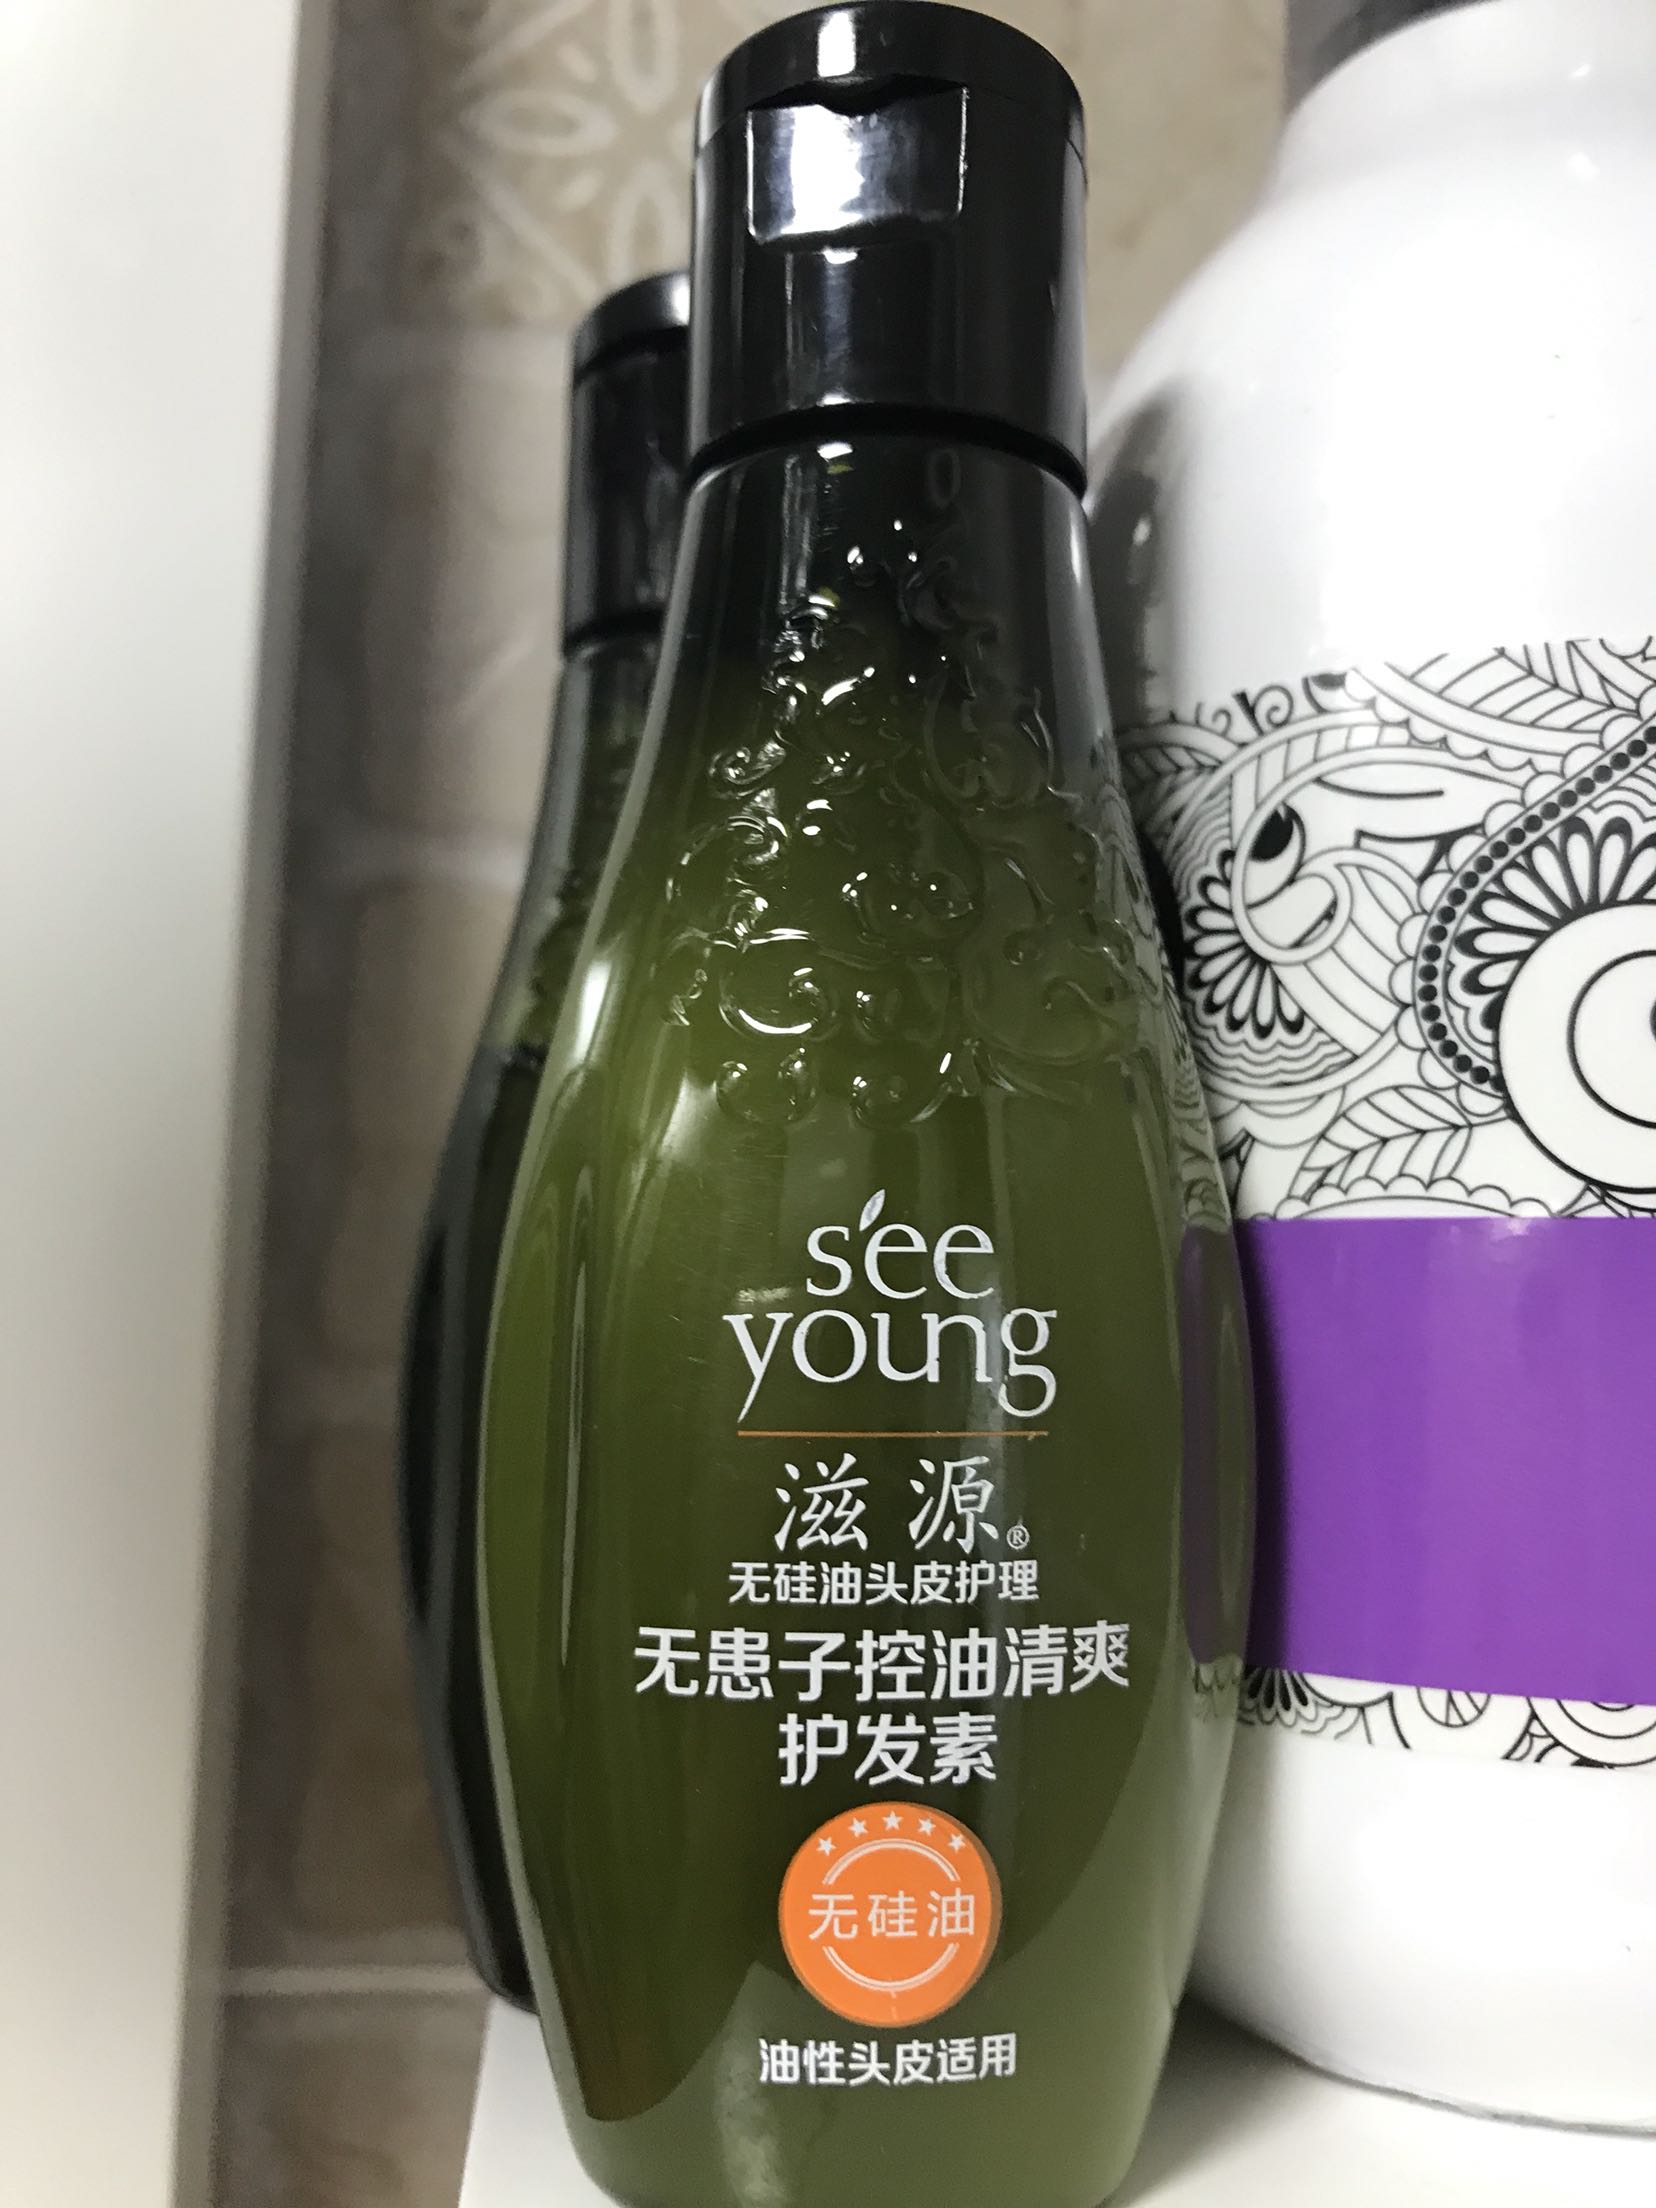 see
young
滋源®
无硅油头皮护理
无患子控油清爽
护发素
无硅油
油性头皮适用